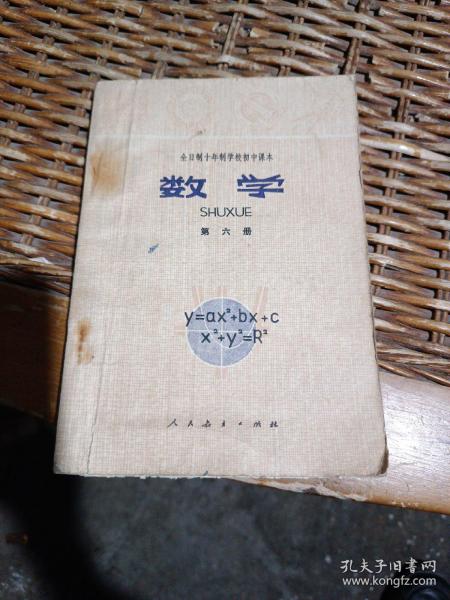 全日制十年制学校初中课本
数学
SHUXUE
第六册
y=ax²+bx+c
x²+y²=R²
人民教育出版社
孔夫子旧书网
www.kongfz.com